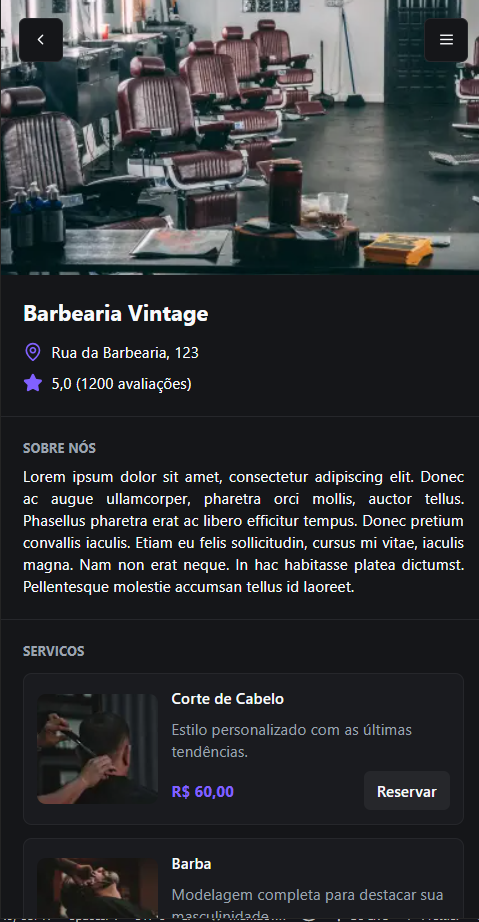 Barbearia Vintage
Rua da Barbearia, 123
5,0 (1200 avaliações)
SOBRE NÓS
Lorem ipsum dolor sit amet, consectetur adipiscing elit. Donec
ac augue ullamcorper, pharetra orci mollis, auctor tellus.
Phasellus pharetra erat ac libero efficitur tempus. Donec pretium
convallis iaculis. Etiam eu felis sollicitudin, cursus mi vitae, iaculis
magna. Nam non erat neque. In hac habitasse platea dictumst.
Pellentesque molestie accumsan tellus id laoreet.
SERVICOS
Corte de Cabelo
Estilo personalizado com as últimas
tendências.
R$ 60,00
Reservar
Barba
Modelagem completa para destacar sua
masculinidade